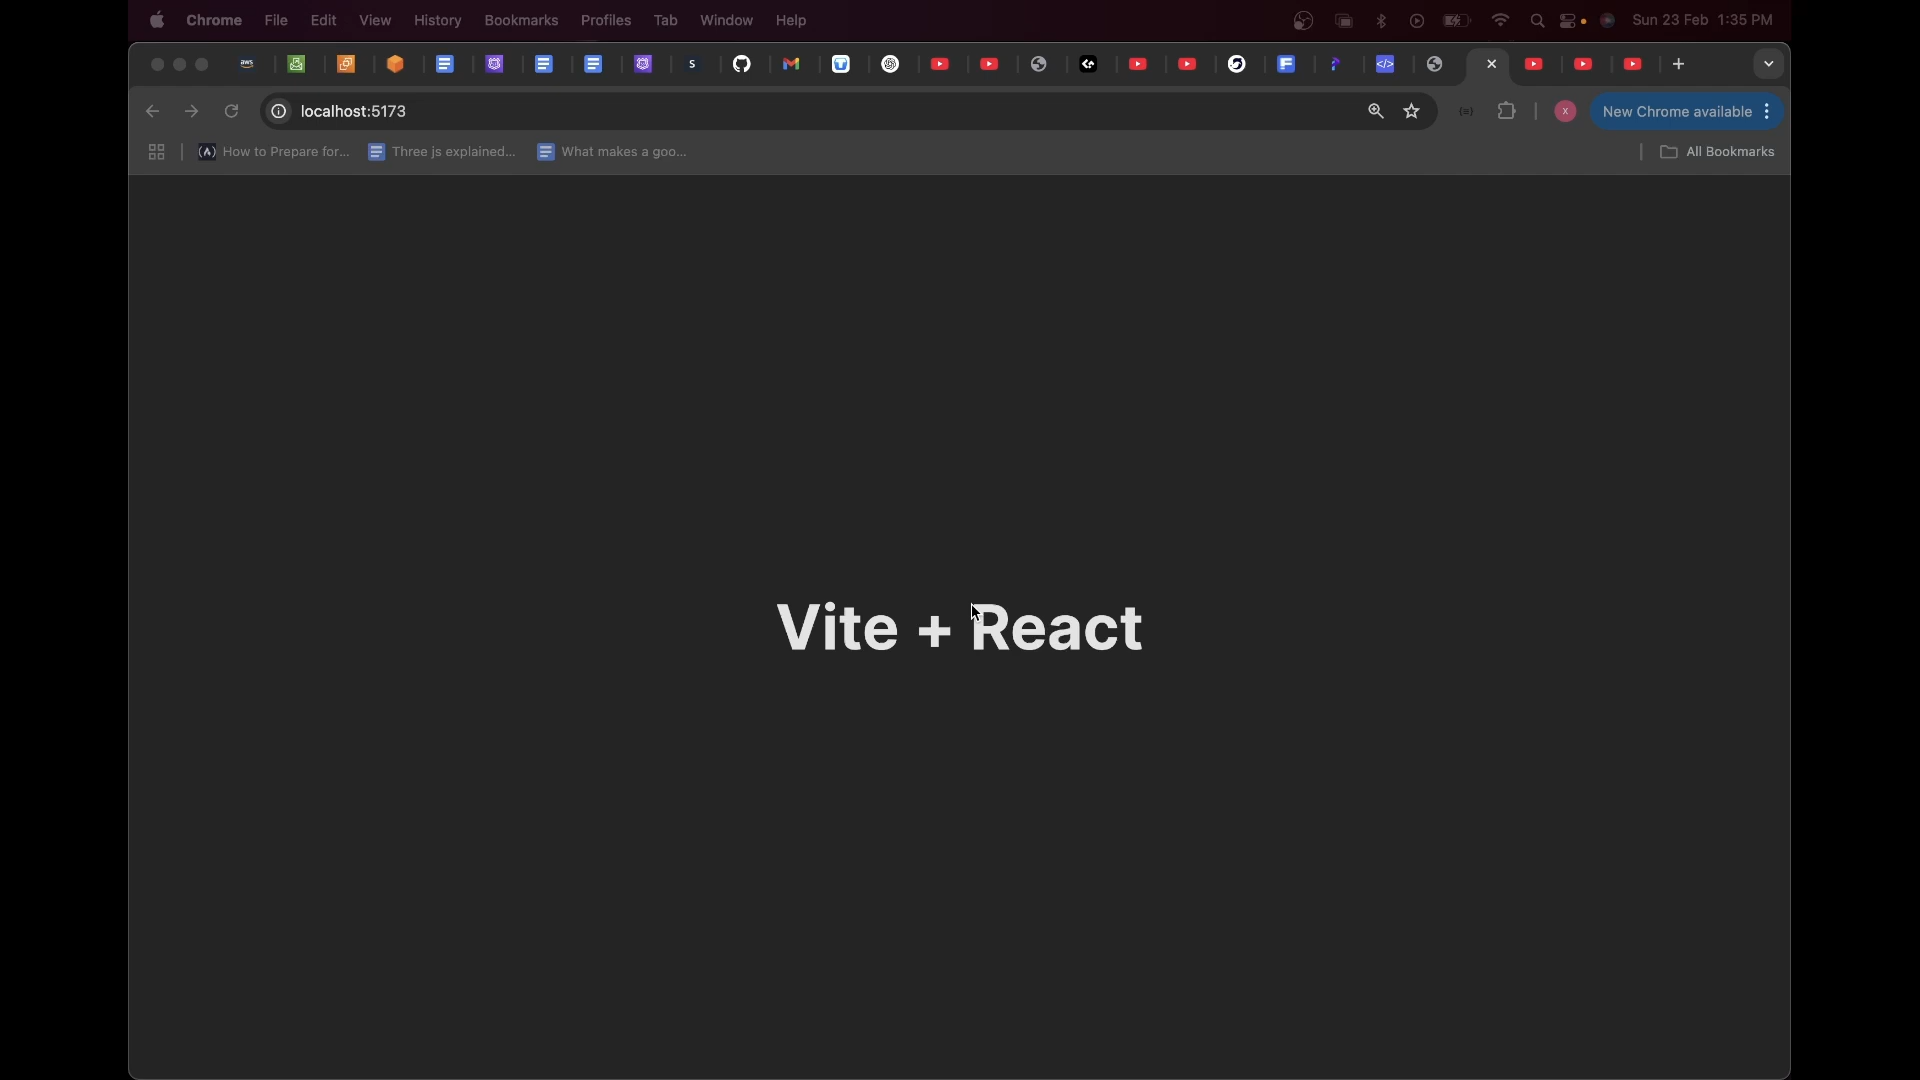 Chrome File Edit View History Bookmarks Profiles Tab Window Help Sun 23 Feb 1:35 PM
aws S
localhost:5173 x New Chrome available
How to Prepare for... Three js explained... What makes a goo... All Bookmarks
Vite + React